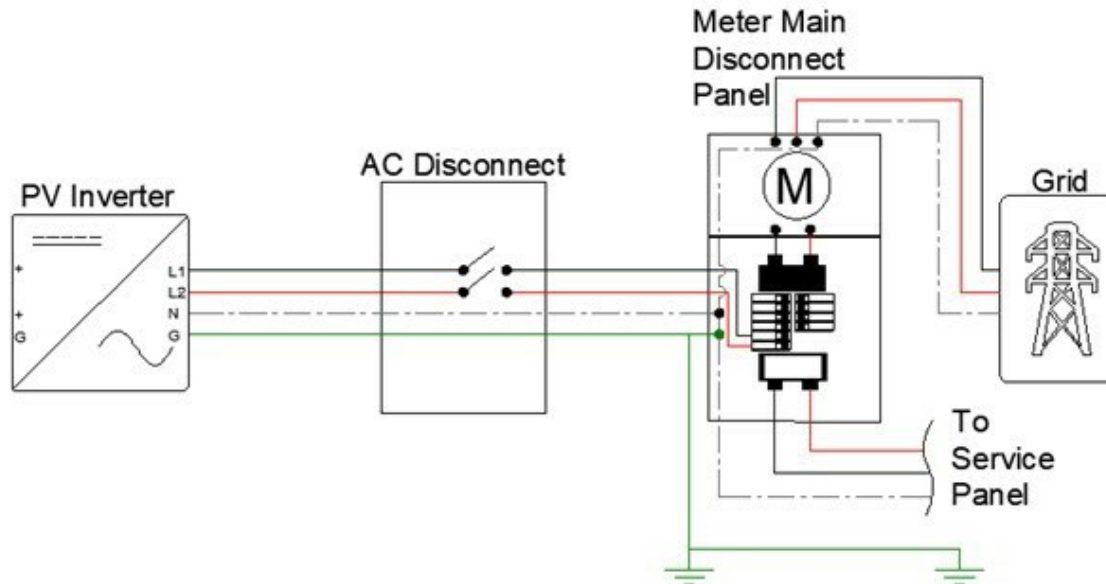 Meter Main
Disconnect
Panel
AC Disconnect
PV Inverter
Grid
M
+
L1
L2
+
N
G
G
To
Service
Panel